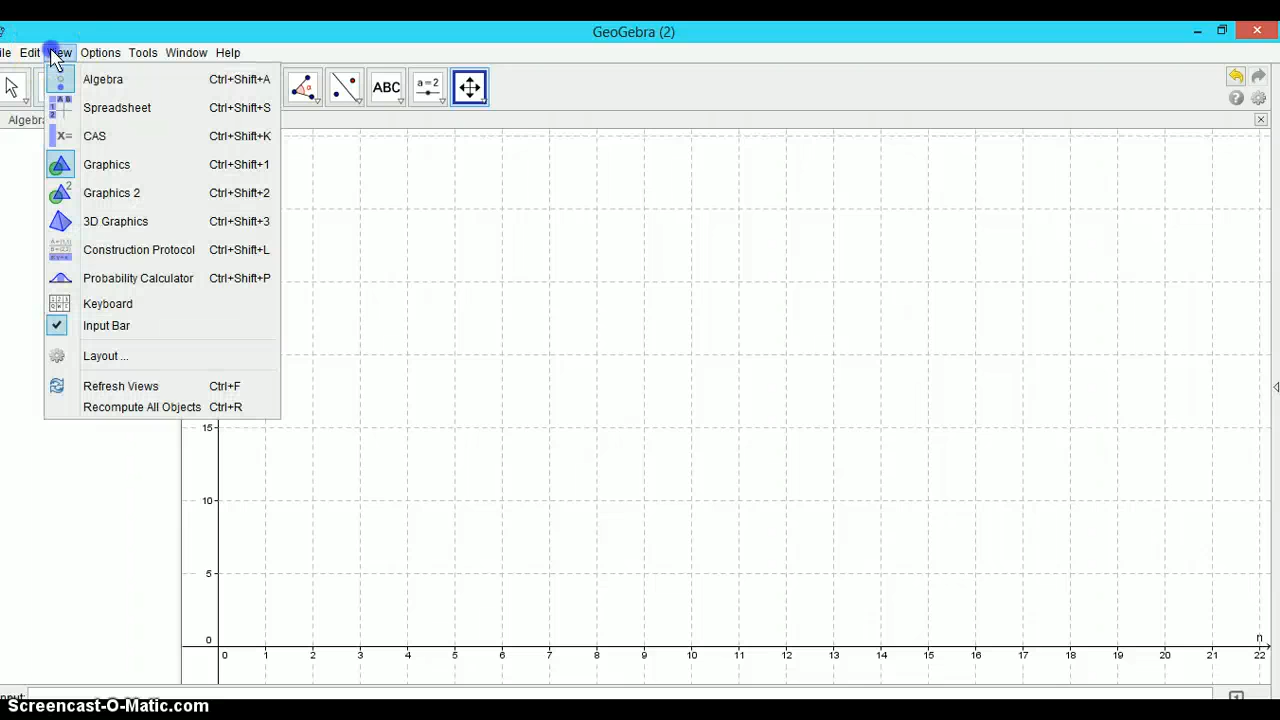 GeoGebra (2)
ile Edit View Options Tools Window Help
ABC a=2
Algebra
Algebra Ctrl+Shift+A
Spreadsheet Ctrl+Shift+S
CAS Ctrl+Shift+K
Graphics Ctrl+Shift+1
Graphics 2 Ctrl+Shift+2
3D Graphics Ctrl+Shift+3
Construction Protocol Ctrl+Shift+L
Probability Calculator Ctrl+Shift+P
Keyboard
Input Bar
Layout ...
Refresh Views Ctrl+F
Recompute All Objects Ctrl+R
15
10
5
0
n
0 1 2 3 4 5 6 7 8 9 10 11 12 13 14 15 16 17 18 19 20 21 22
Screencast-O-Matic.com